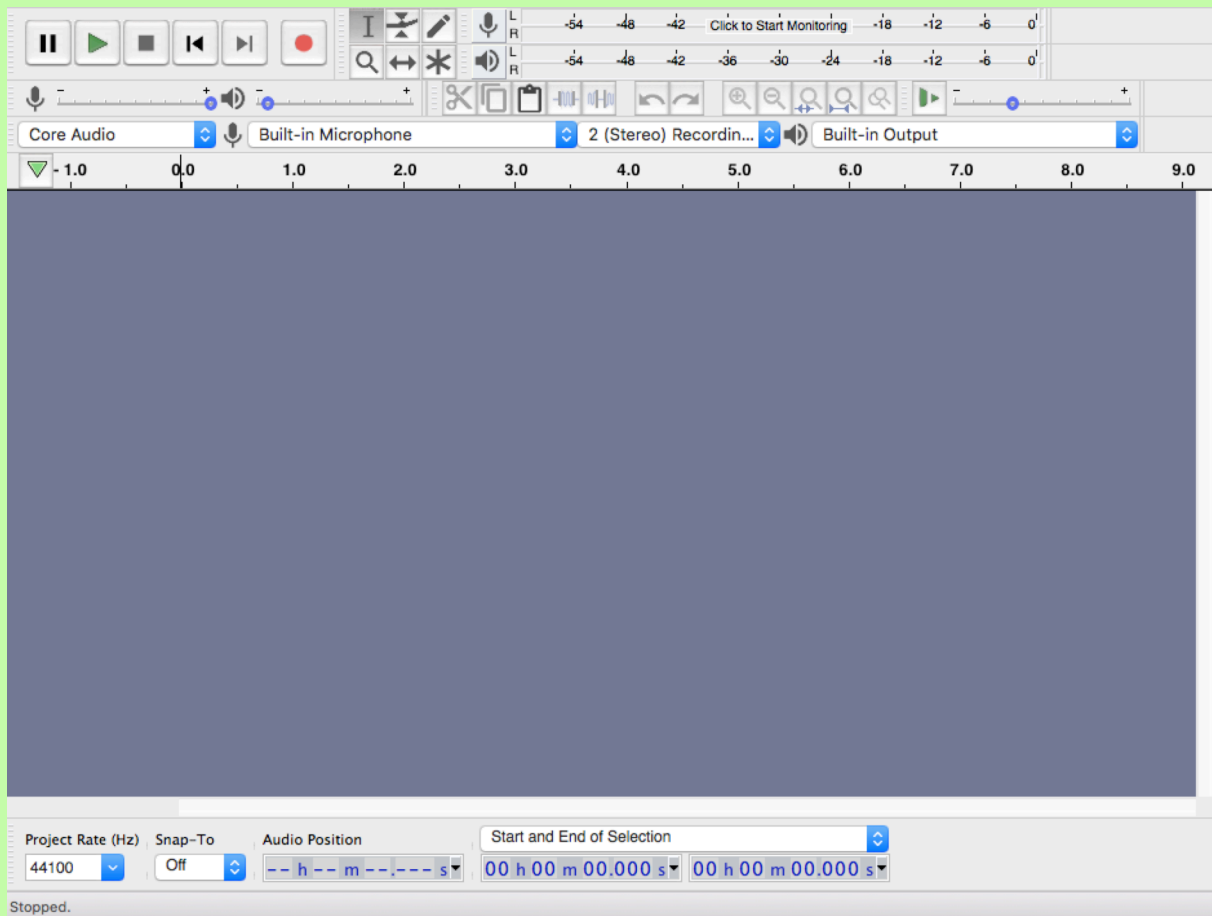 L
R
-54 -48 -42 Click to Start Monitoring -18 -12 -6 0
L
R
-54 -48 -42 -36 -30 -24 -18 -12 -6 0
- + - + - +
Core Audio Built-in Microphone 2 (Stereo) Recordin... Built-in Output
- 1.0 0.0 1.0 2.0 3.0 4.0 5.0 6.0 7.0 8.0 9.0
Project Rate (Hz) Snap-To Audio Position Start and End of Selection
44100 Off -- h -- m --.--- s 00 h 00 m 00.000 s 00 h 00 m 00.000 s
Stopped.